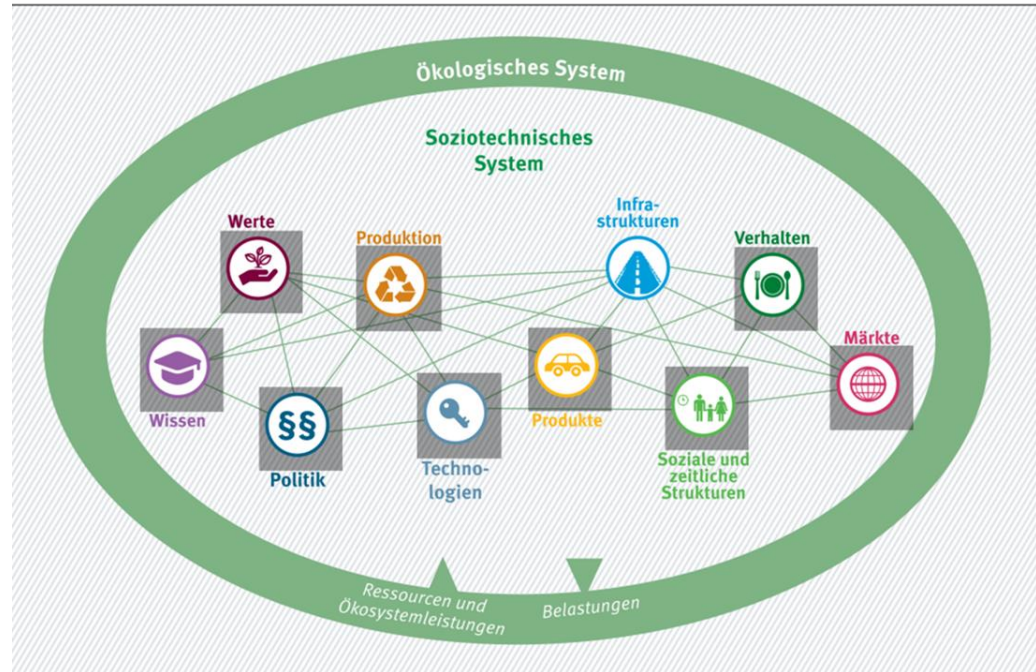 Ökologisches System
Soziotechnisches
System
Werte
Produktion
Infra-
strukturen
Verhalten
Märkte
Wissen
§§
Politik
Techno-
logien
Produkte
Soziale und
zeitliche
Strukturen
Ressourcen und
Ökosystemleistungen
Belastungen